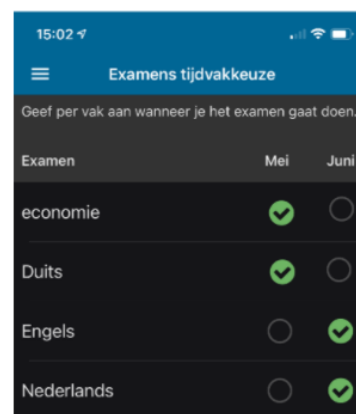 15:02
Examens tijdvakkeuze
Geef per vak aan wanneer je het examen gaat doen.
Examen Mei Juni
economie
Duits
Engels
Nederlands